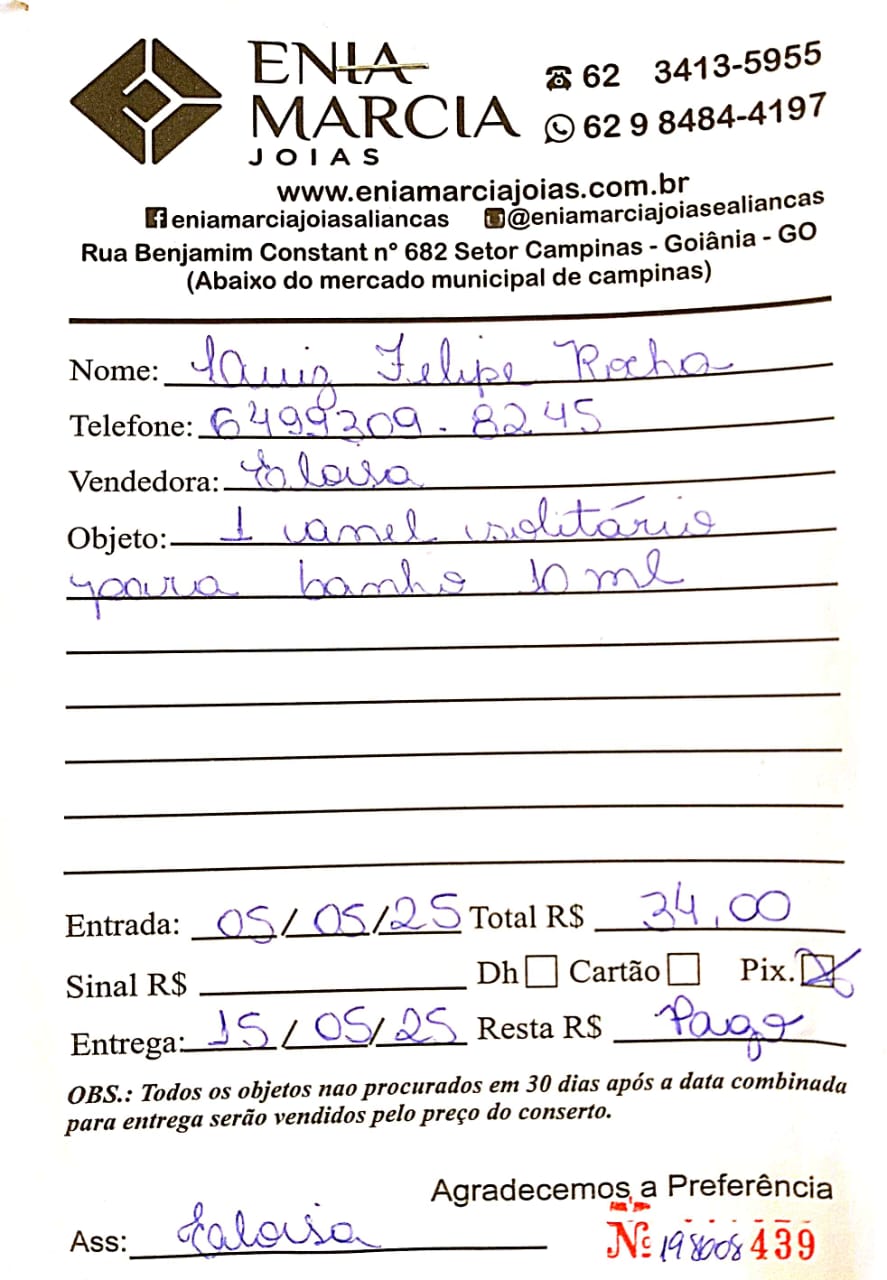 ENIA
MARCIA
JOIAS
62 3413-5955
62 9 8484-4197
www.eniamarciajoias.com.br
eniamarciajoiasaliancas @eniamarciajoiasealiancas
Rua Benjamim Constant n° 682 Setor Campinas - Goiânia - GO
(Abaixo do mercado municipal de campinas)
Nome: Luiz Felipe Rocha
Telefone: 6499309-8245
Vendedora: Eloisa
Objeto: 1 anel solitário
para banho 10 ml
Entrada: 05/05/25 Total R$ 34,00
Sinal R$ Dh Cartão Pix.
Entrega: 15/05/25 Resta R$ Pago
OBS.: Todos os objetos nao procurados em 30 dias após a data combinada
para entrega serão vendidos pelo preço do conserto.
Agradecemos a Preferência
Ass: Eloisa
Nº 439